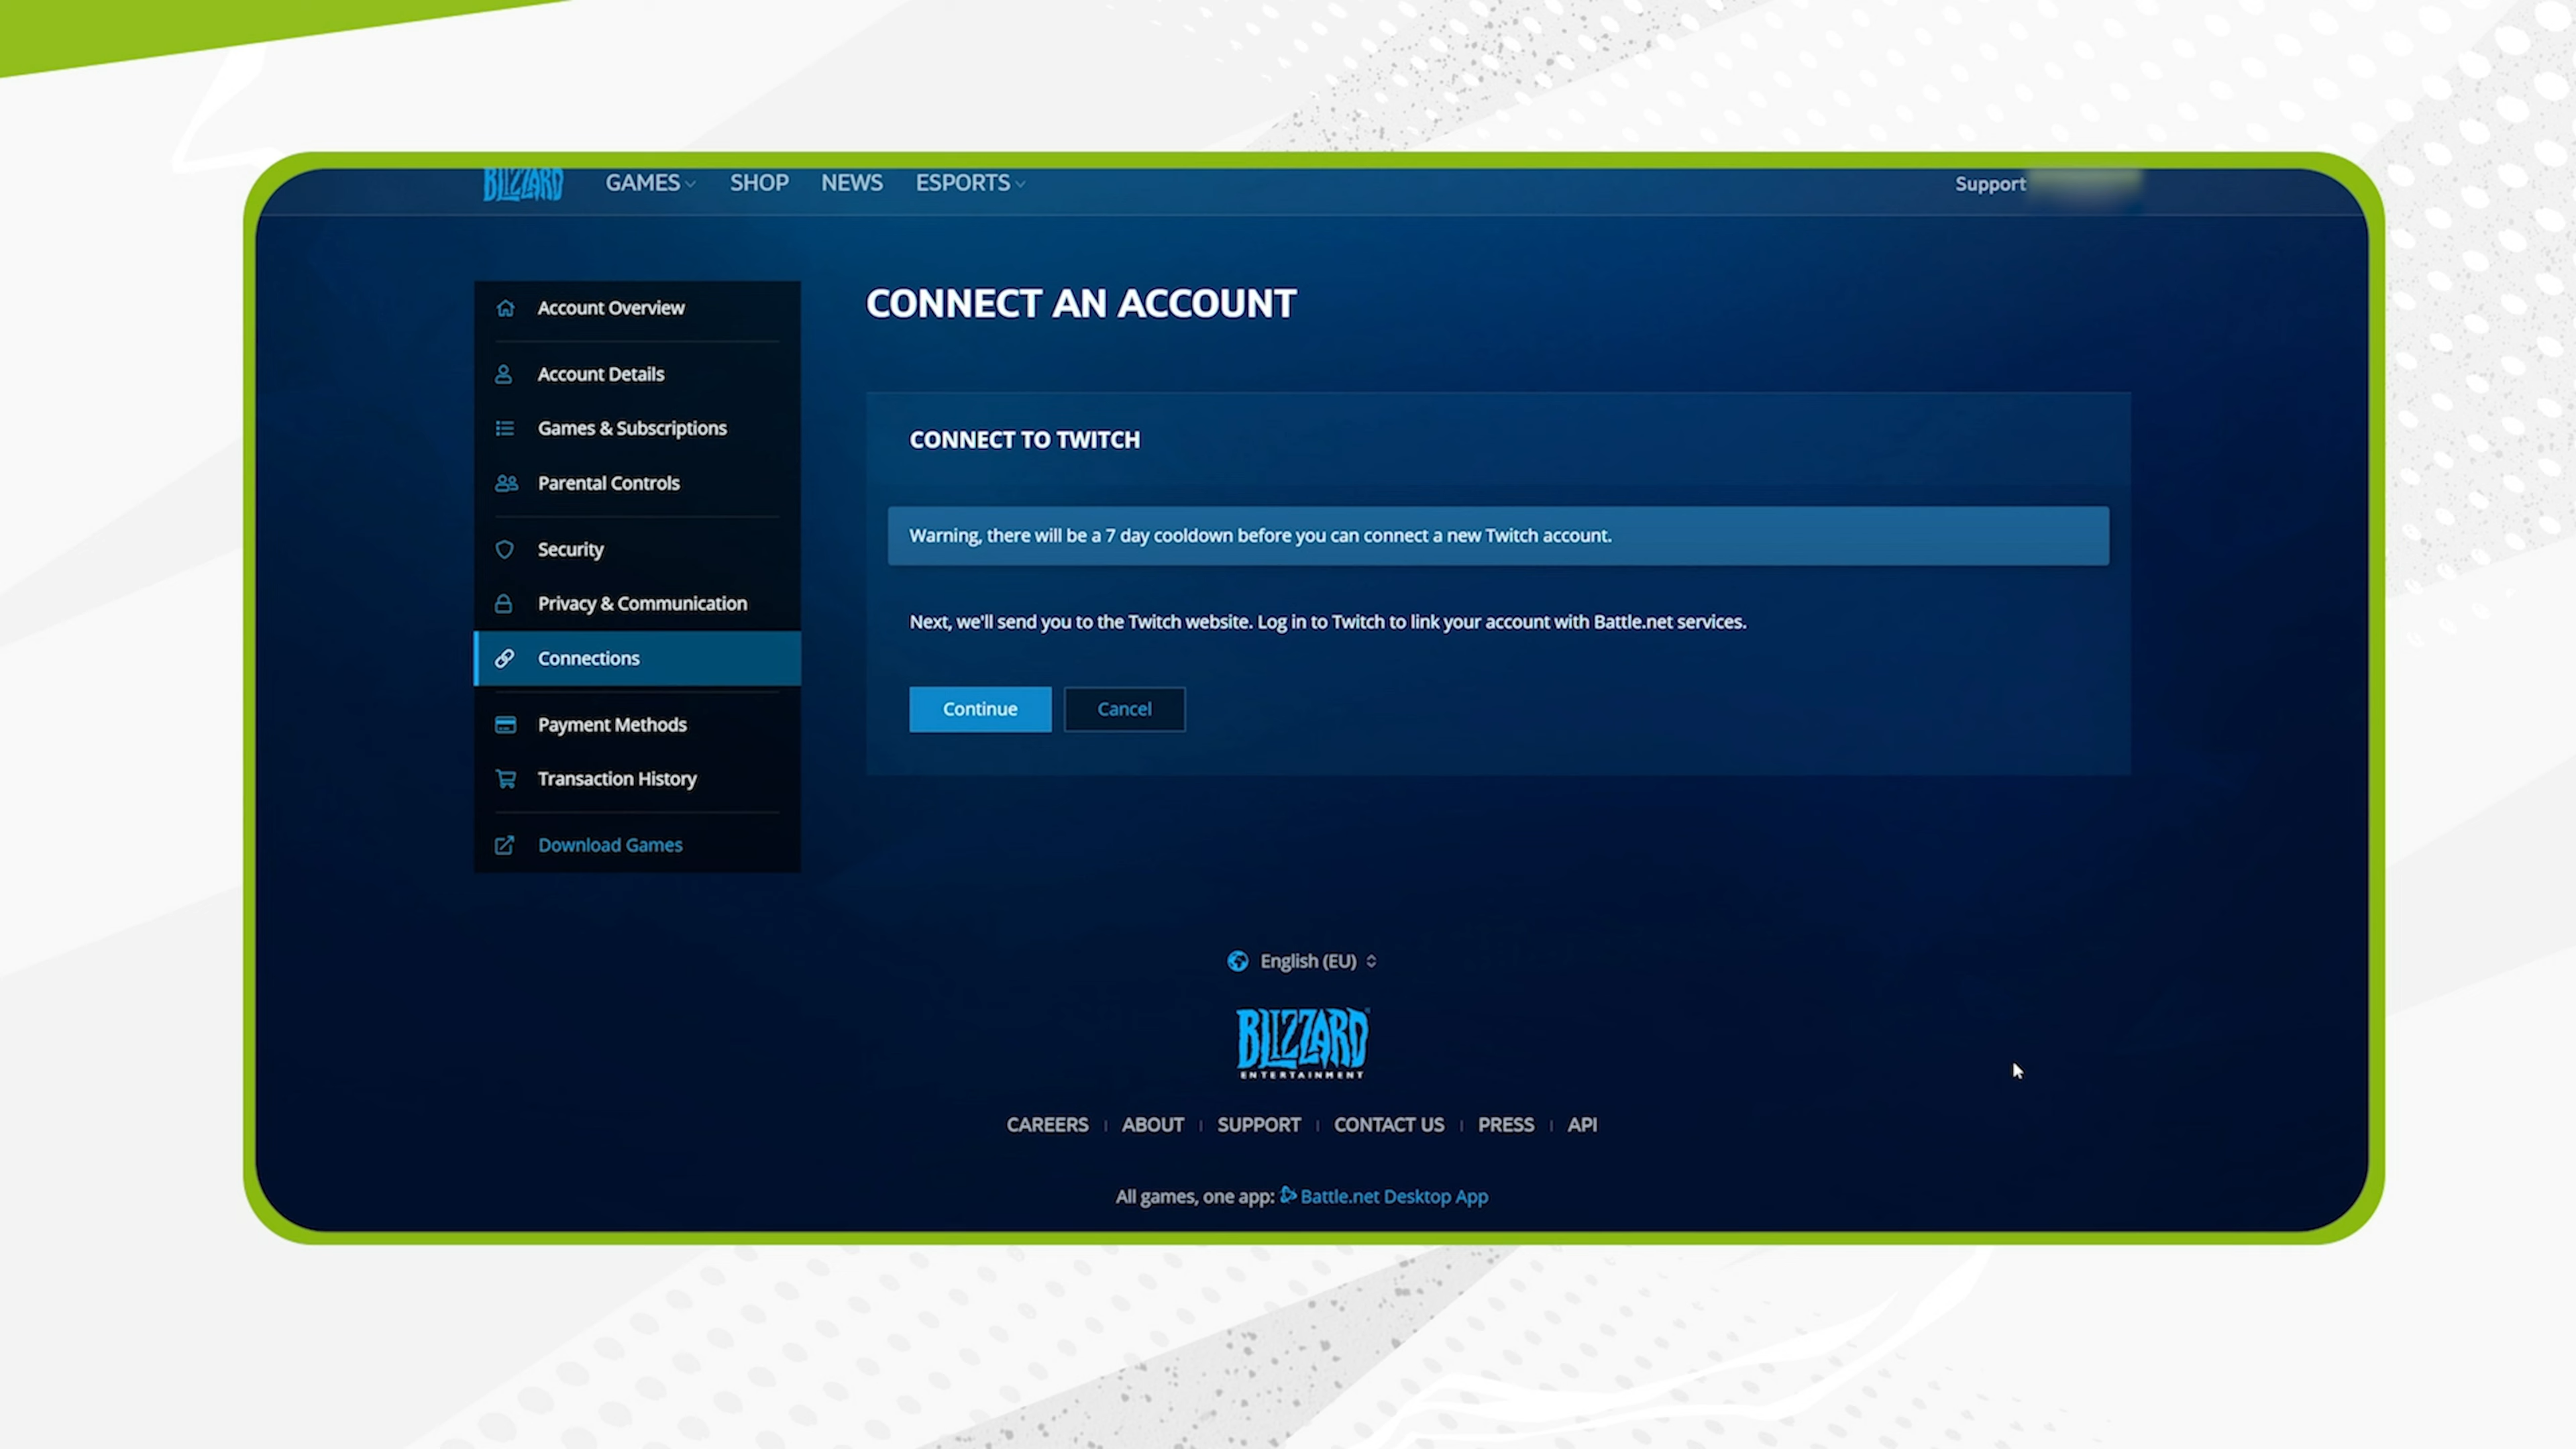 BLIZZARD
GAMES SHOP NEWS ESPORTS
Support
Account Overview
Account Details
Games & Subscriptions
Parental Controls
Security
Privacy & Communication
Connections
Payment Methods
Transaction History
Download Games
CONNECT AN ACCOUNT
CONNECT TO TWITCH
Warning, there will be a 7 day cooldown before you can connect a new Twitch account.
Next, we'll send you to the Twitch website. Log in to Twitch to link your account with Battle.net services.
Continue Cancel
English (EU)
BLIZZARD
ENTERTAINMENT
CAREERS | ABOUT | SUPPORT | CONTACT US | PRESS | API
All games, one app: Battle.net Desktop App